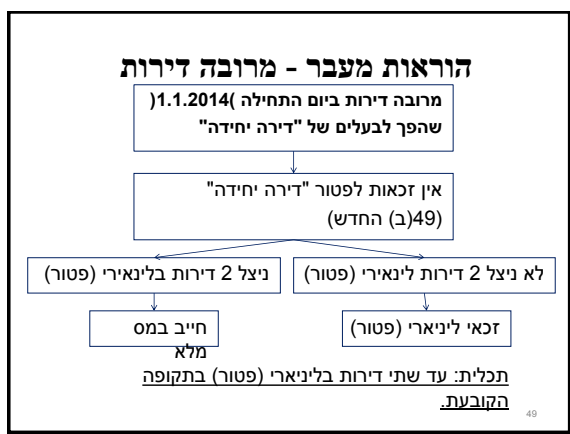 הוראות מעבר - מרובה דירות
מרובה דירות ביום התחילה )1.1.2014(
שהפך לבעלים של "דירה יחידה"
אין זכאות לפטור "דירה יחידה"
(49(ב) החדש)
לא ניצל 2 דירות לינארי (פטור)
ניצל 2 דירות בלינארי (פטור)
זכאי ליניארי (פטור)
חייב במס
מלא
תכלית: עד שתי דירות בליניארי (פטור) בתקופה
הקובעת.
49